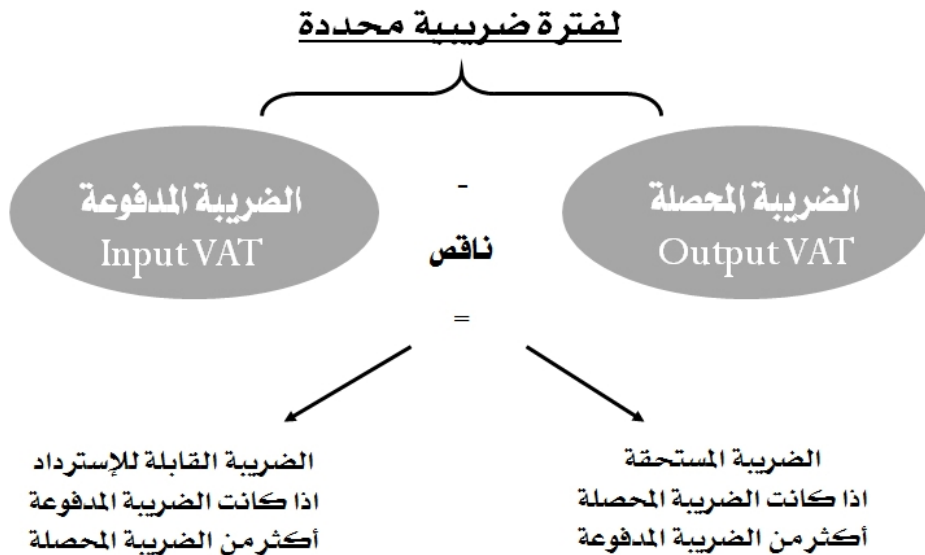 لفترة ضريبية محددة
الضريبة المحصلة
Output VAT
-
ناقص
=
الضريبة المدفوعة
Input VAT
الضريبة المستحقة
اذا كانت الضريبة المحصلة
أكثر من الضريبة المدفوعة
الضريبة القابلة للإسترداد
اذا كانت الضريبة المدفوعة
أكثر من الضريبة المحصلة